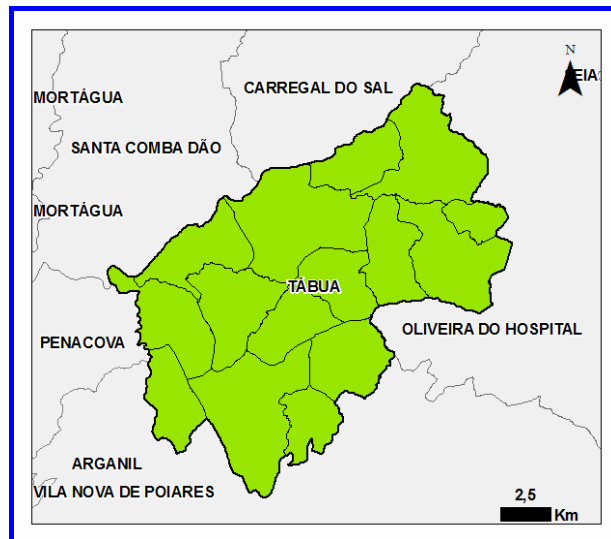 N
CARREGAL DO SAL
EIA
MORTÁGUA
SANTA COMBA DÃO
MORTÁGUA
TÁBUA
OLIVEIRA DO HOSPITAL
PENACOVA
ARGANIL
VILA NOVA DE POIARES
2,5
Km